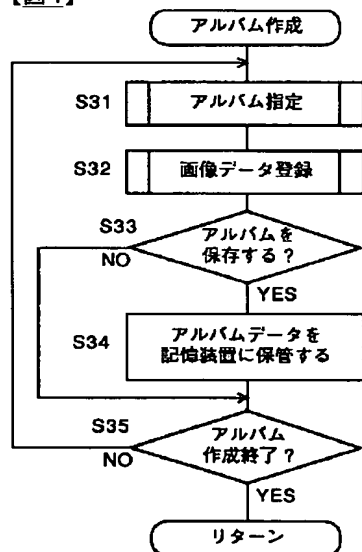 アルバム作成
S31
アルバム指定
S32
画像データ登録
S33
アルバムを
保存する？
NO
YES
S34
アルバムデータを
記憶装置に保管する
S35
アルバム
作成終了？
NO
YES
リターン